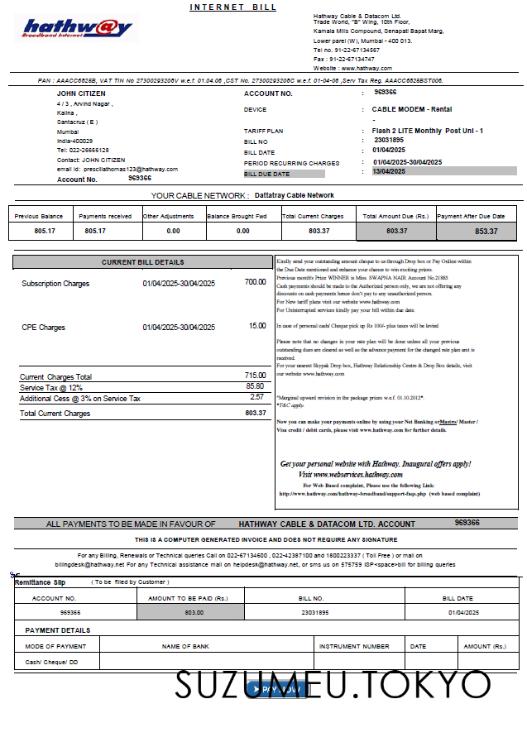 INTERNET BILL
hathway
Broadband Internet
Hathway Cable & Datacom Ltd.
Trade World, "B" Wing, 10th Floor,
Kamala Mills Compound, Senapati Bapat Marg,
Lower parel (W), Mumbai - 400 013.
Tel no. 91-22-67134567
Fax : 91-22-67134747
Website : www.hathway.com
PAN : AAACC6626B, VAT TIN No 27300293206V w.e.f. 01.04.06 ,CST No. 27300293206C w.e.f. 01-04-06 ,Serv Tax Reg. AAACC6626BST006.
JOHN CITIZEN
4 / 3 , Arvind Nagar ,
Kalina ,
Santacruz ( E )
Mumbai
India-400029
Tel: 022-26666128
Contact: JOHN CITIZEN
email id: prescillathomas123@hathway.com
Account No. 969366
ACCOUNT NO. : 969366
DEVICE : CABLE MODEM - Rental
-
TARIFF PLAN : Flash 2 LITE Monthly Post Uni - 1
BILL NO : 23031895
BILL DATE : 01/04/2025
PERIOD RECURRING CHARGES : 01/04/2025-30/04/2025
BILL DUE DATE : 13/04/2025
YOUR CABLE NETWORK : Dattatray Cable Network
Previous Balance Payments received Other Adjustments Balance Brought Fwd Total Current Charges Total Amount Due (Rs.) Payment After Due Date
805.17 805.17 0.00 0.00 803.37 803.37 853.37
CURRENT BILL DETAILS
Subscription Charges 01/04/2025-30/04/2025 700.00
CPE Charges 01/04/2025-30/04/2025 15.00
Current Charges Total 715.00
Service Tax @ 12% 85.80
Additional Cess @ 3% on Service Tax 2.57
Total Current Charges 803.37
Kindly send your outstanding amount cheque to us through Drop box or Pay Online within
the Due Date mentioned and enhance your chance to win exciting prizes.
Previous month's Prize WINNER is Miss. SWAPNA NAIR Account No.21883
Cash payments should be made to the Authorized person only, we are not offering any
discounts on cash payments hence don't pay to any unauthorized person.
For New tariff plans visit our website www.hathway.com
For Uninterrupted services kindly pay your bill within due date.
In case of personal cash/ Cheque pick up Rs 100/- plus taxes will be levied
Please note that no changes in your rate plan will be done unless all your previous
outstanding dues are cleared as well as the advance payment for the changed rate plan sent is
received.
For your nearest Skypak Drop box, Hathway Relationship Centre & Drop Box details, visit
our website www.hathway.com
*Marginal upward revision in the package prices w.e.f. 01.10.2012*.
*T&C apply.
Now you can make your payments online by using your Net Banking or Maestro/ Master /
Visa credit / debit cards, please visit www.hathway.com for further details.
Get your personal website with Hathway. Inaugural offers apply!
Visit www.webservices.hathway.com
For Web Based complaint, Please use the following Link:
http://www.hathway.com/hathway-broadband/support-faqs.php (web based complaint)
ALL PAYMENTS TO BE MADE IN FAVOUR OF HATHWAY CABLE & DATACOM LTD. ACCOUNT 969366
THIS IS A COMPUTER GENERATED INVOICE AND DOES NOT REQUIRE ANY SIGNATURE
For any Billing, Renewals or Technical queries Call on 022-67134600 , 022-42387100 and 1800223337 ( Toll Free ) or mail on
billingdesk@hathway.net For any Technical assistance mail on helpdesk@hathway.net, or sms us on 575759 ISP<space>bill for billing queries
Remittance Slip ( To be filed by Customer )
ACCOUNT NO. AMOUNT TO BE PAID (Rs.) BILL NO. BILL DATE
969366 803.00 23031895 01/04/2025
PAYMENT DETAILS
MODE OF PAYMENT NAME OF BANK INSTRUMENT NUMBER DATE AMOUNT (Rs.)
Cash/ Cheque/ DD
PAY NOW
SUZUMEU.TOKYO